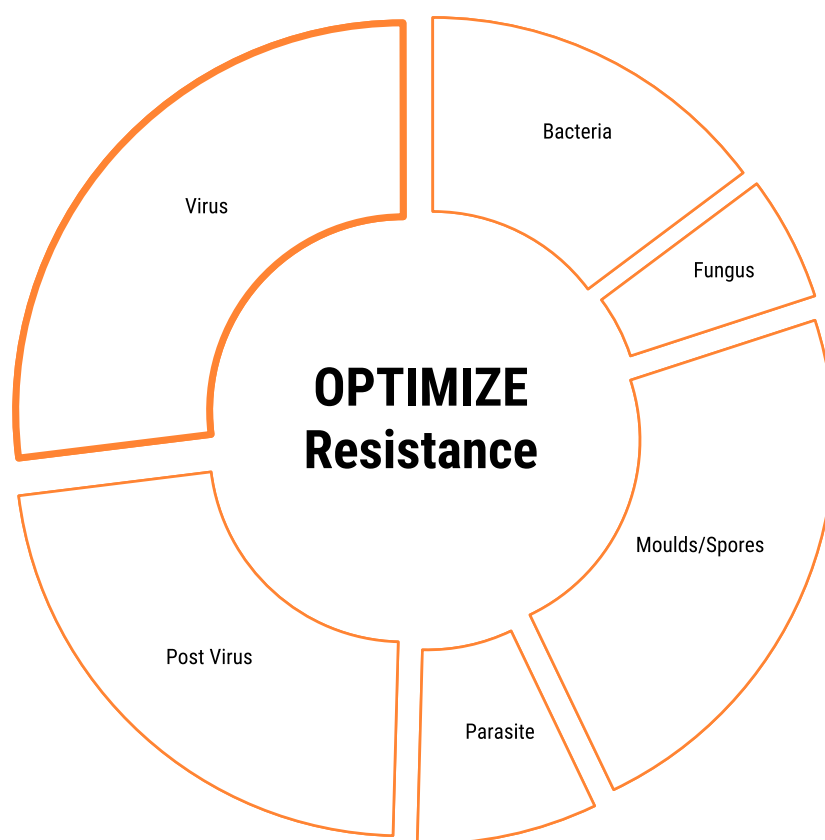 Bacteria
Virus
Fungus
OPTIMIZE
Resistance
Moulds/Spores
Post Virus
Parasite